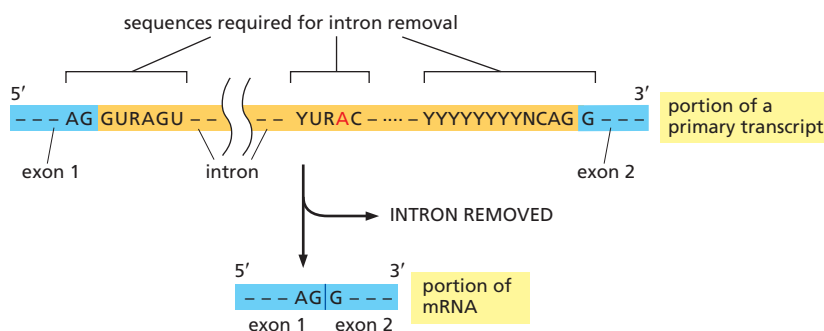 sequences required for intron removal
5′ 3′
– – – AG GURAGU – – – – YURAC – ···· – YYYYYYYYNCAG G – – –
portion of a
primary transcript
exon 1 intron exon 2
INTRON REMOVED
5′ 3′
– – – AG G – – –
portion of
mRNA
exon 1 exon 2